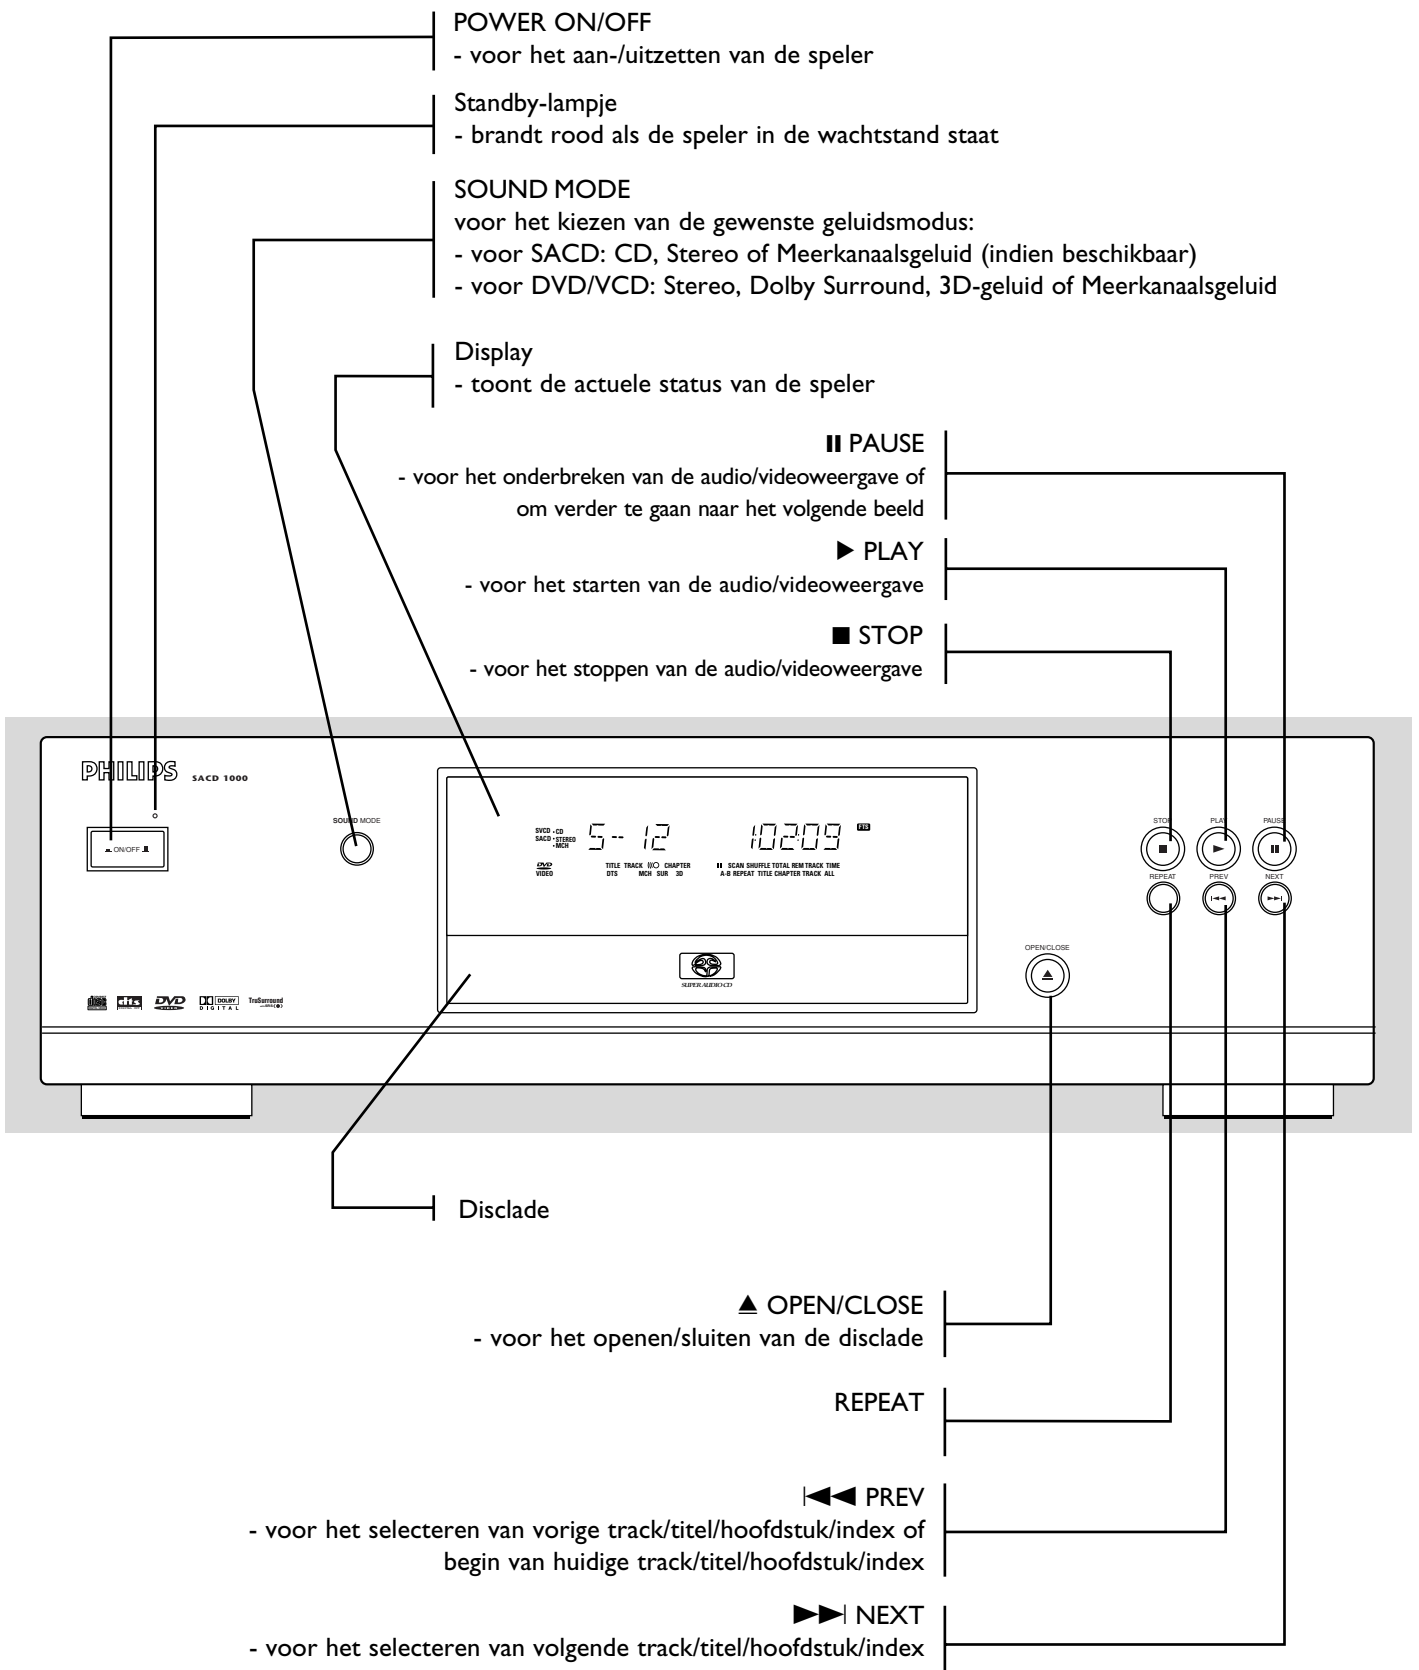 POWER ON/OFF
- voor het aan-/uitzetten van de speler
Standby-lampje
- brandt rood als de speler in de wachtstand staat
SOUND MODE
voor het kiezen van de gewenste geluidsmodus:
- voor SACD: CD, Stereo of Meerkanaalsgeluid (indien beschikbaar)
- voor DVD/VCD: Stereo, Dolby Surround, 3D-geluid of Meerkanaalsgeluid
Display
- toont de actuele status van de speler
PAUSE
- voor het onderbreken van de audio/videoweergave of
om verder te gaan naar het volgende beeld
▶ PLAY
- voor het starten van de audio/videoweergave
■ STOP
- voor het stoppen van de audio/videoweergave
PHILIPS SACD 1000
ON/OFF
SOUND MODE
SVCD • CD
SACD • STEREO
• MCH
5-- 12
1:02:09
FTS
DVD
VIDEO
TITLE TRACK CHAPTER
DTS MCH SUR 3D
SCAN SHUFFLE TOTAL REM TRACK TIME
A-B REPEAT TITLE CHAPTER TRACK ALL
STOP PLAY PAUSE
REPEAT PREV NEXT
OPEN/CLOSE
SUPER AUDIO CD
disc
dts
DVD
DOLBY
DIGITAL
TruSurround
Disclade
OPEN/CLOSE
- voor het openen/sluiten van de disclade
REPEAT
PREV
- voor het selecteren van vorige track/titel/hoofdstuk/index of
begin van huidige track/titel/hoofdstuk/index
NEXT
- voor het selecteren van volgende track/titel/hoofdstuk/index